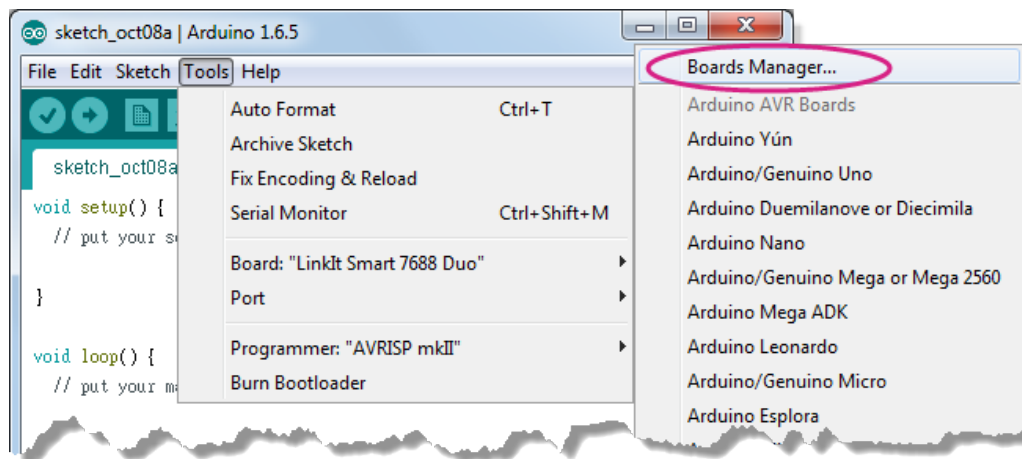 sketch_oct08a | Arduino 1.6.5
File Edit Sketch Tools Help
sketch_oct08a
void setup() {
// put your s
}
void loop() {
// put your m
Auto Format Ctrl+T
Archive Sketch
Fix Encoding & Reload
Serial Monitor Ctrl+Shift+M
Board: "LinkIt Smart 7688 Duo"
Port
Programmer: "AVRISP mkII"
Burn Bootloader
Boards Manager...
Arduino AVR Boards
Arduino Yún
Arduino/Genuino Uno
Arduino Duemilanove or Diecimila
Arduino Nano
Arduino/Genuino Mega or Mega 2560
Arduino Mega ADK
Arduino Leonardo
Arduino/Genuino Micro
Arduino Esplora